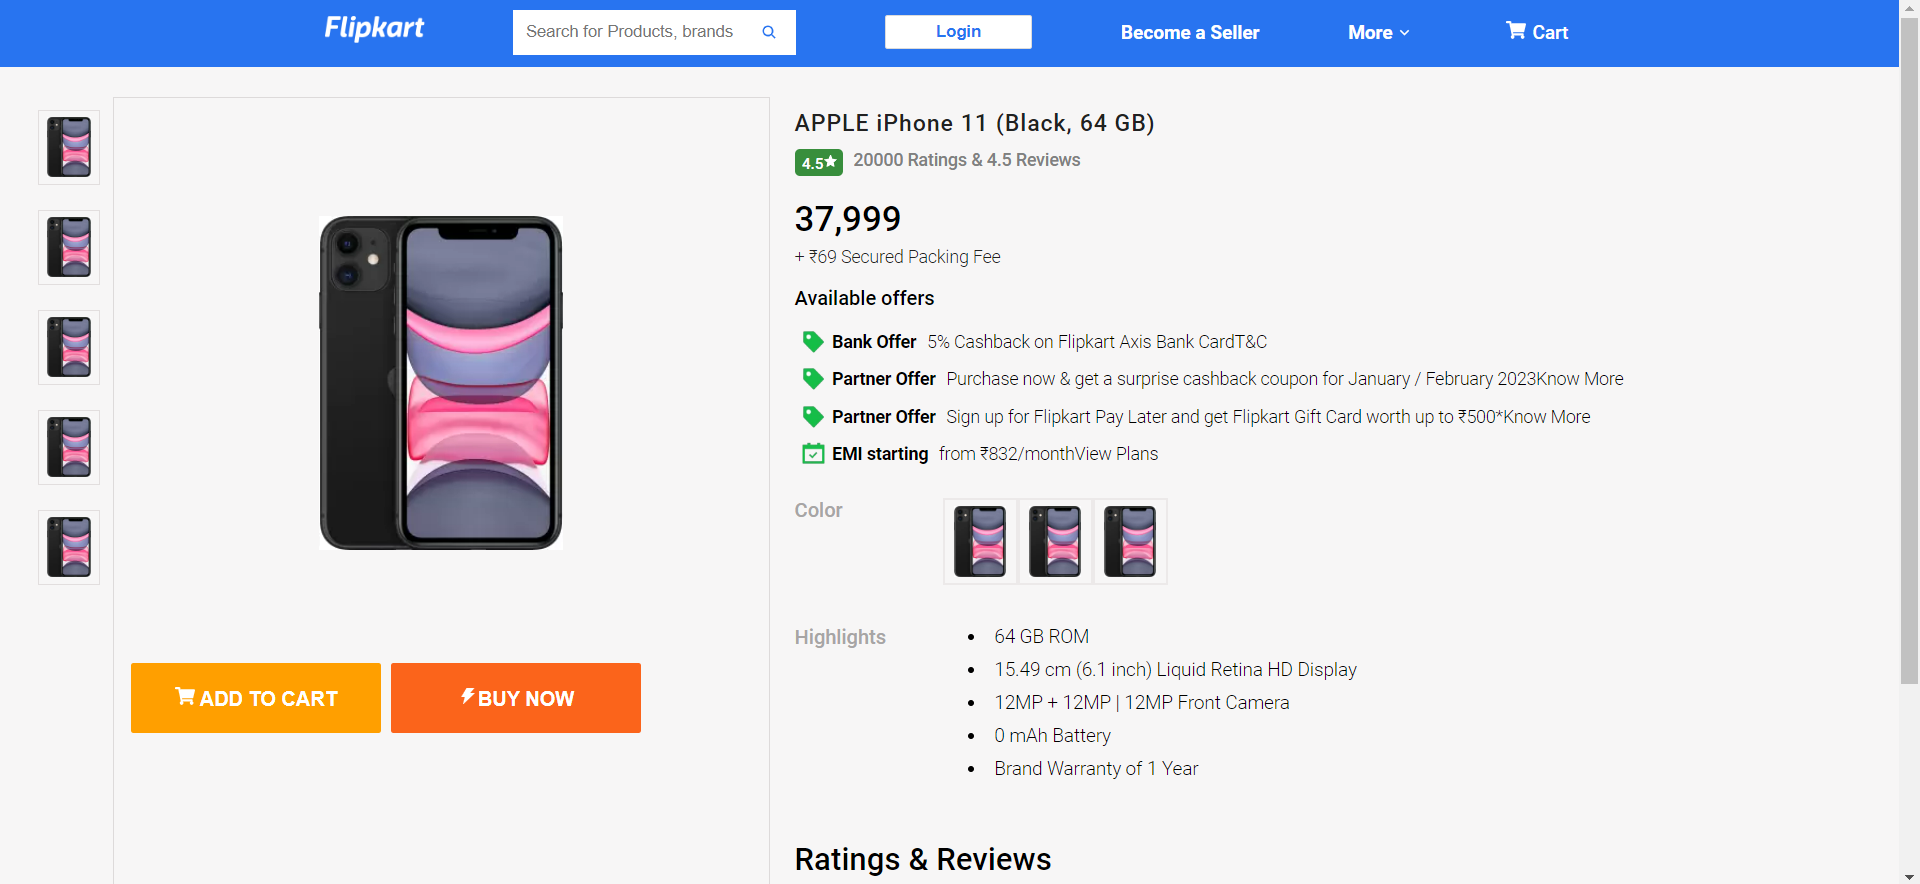 Flipkart
Search for Products, brands
Login
Become a Seller
More
Cart
APPLE iPhone 11 (Black, 64 GB)
4.5★ 20000 Ratings & 4.5 Reviews
37,999
+ ₹69 Secured Packing Fee
Available offers
Bank Offer 5% Cashback on Flipkart Axis Bank CardT&C
Partner Offer Purchase now & get a surprise cashback coupon for January / February 2023Know More
Partner Offer Sign up for Flipkart Pay Later and get Flipkart Gift Card worth up to ₹500*Know More
EMI starting from ₹832/monthView Plans
Color
Highlights
• 64 GB ROM
• 15.49 cm (6.1 inch) Liquid Retina HD Display
• 12MP + 12MP | 12MP Front Camera
• 0 mAh Battery
• Brand Warranty of 1 Year
ADD TO CART
BUY NOW
Ratings & Reviews